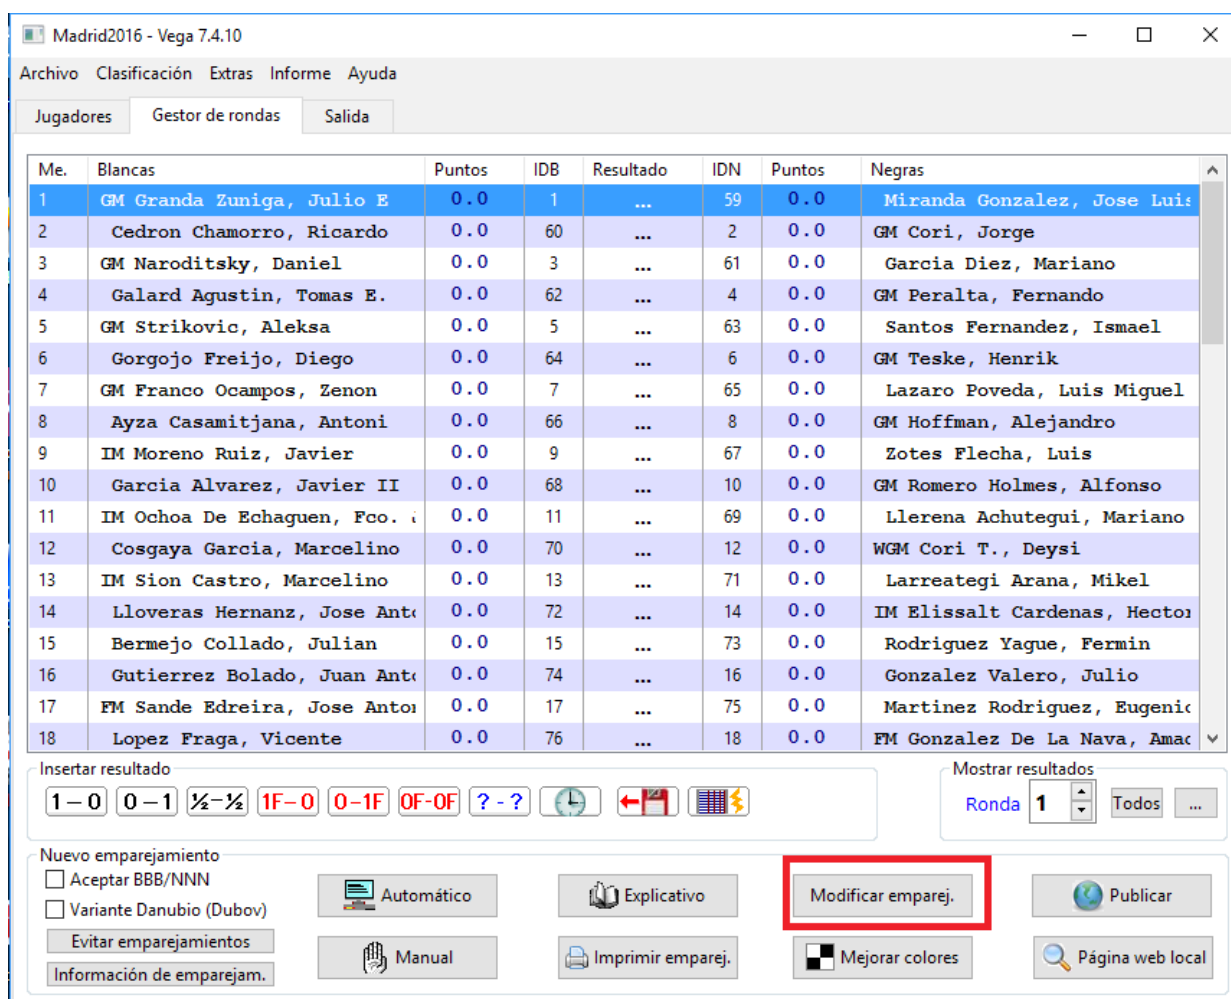 Madrid2016 - Vega 7.4.10
Archivo Clasificación Extras Informe Ayuda
Jugadores Gestor de rondas Salida
Me. Blancas Puntos IDB Resultado IDN Puntos Negras
1 GM Granda Zuniga, Julio E 0.0 1 ... 59 0.0 Miranda Gonzalez, Jose Luis
2 Cedron Chamorro, Ricardo 0.0 60 ... 2 0.0 GM Cori, Jorge
3 GM Naroditsky, Daniel 0.0 3 ... 61 0.0 Garcia Diez, Mariano
4 Galard Agustin, Tomas E. 0.0 62 ... 4 0.0 GM Peralta, Fernando
5 GM Strikovic, Aleksa 0.0 5 ... 63 0.0 Santos Fernandez, Ismael
6 Gorgojo Freijo, Diego 0.0 64 ... 6 0.0 GM Teske, Henrik
7 GM Franco Ocampos, Zenon 0.0 7 ... 65 0.0 Lazaro Poveda, Luis Miguel
8 Ayza Casamitjana, Antoni 0.0 66 ... 8 0.0 GM Hoffman, Alejandro
9 IM Moreno Ruiz, Javier 0.0 9 ... 67 0.0 Zotes Flecha, Luis
10 Garcia Alvarez, Javier II 0.0 68 ... 10 0.0 GM Romero Holmes, Alfonso
11 IM Ochoa De Echaguen, Fco. 0.0 11 ... 69 0.0 Llerena Achutegui, Mariano
12 Cosgaya Garcia, Marcelino 0.0 70 ... 12 0.0 WGM Cori T., Deysi
13 IM Sion Castro, Marcelino 0.0 13 ... 71 0.0 Larreategi Arana, Mikel
14 Lloveras Hernanz, Jose Anto 0.0 72 ... 14 0.0 IM Elissalt Cardenas, Hector
15 Bermejo Collado, Julian 0.0 15 ... 73 0.0 Rodriguez Yague, Fermin
16 Gutierrez Bolado, Juan Anto 0.0 74 ... 16 0.0 Gonzalez Valero, Julio
17 FM Sande Edreira, Jose Anton 0.0 17 ... 75 0.0 Martinez Rodriguez, Eugenio
18 Lopez Fraga, Vicente 0.0 76 ... 18 0.0 FM Gonzalez De La Nava, Amac
Insertar resultado Mostrar resultados
1-0 0-1 ½-½ 1F-0 0-1F 0F-0F ? - ? Ronda 1 Todos ...
Nuevo emparejamiento
Aceptar BBB/NNN
Variante Danubio (Dubov)
Automático Explicativo Modificar emparej. Publicar
Evitar emparejamientos
Información de emparejam.
Manual Imprimir emparej. Mejorar colores Página web local